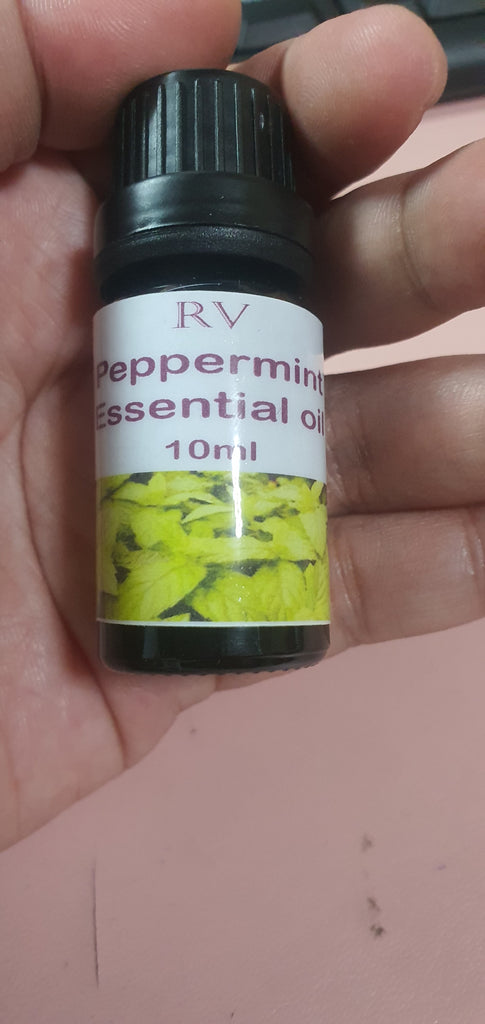 RV
Peppermint
Essential oil
10ml